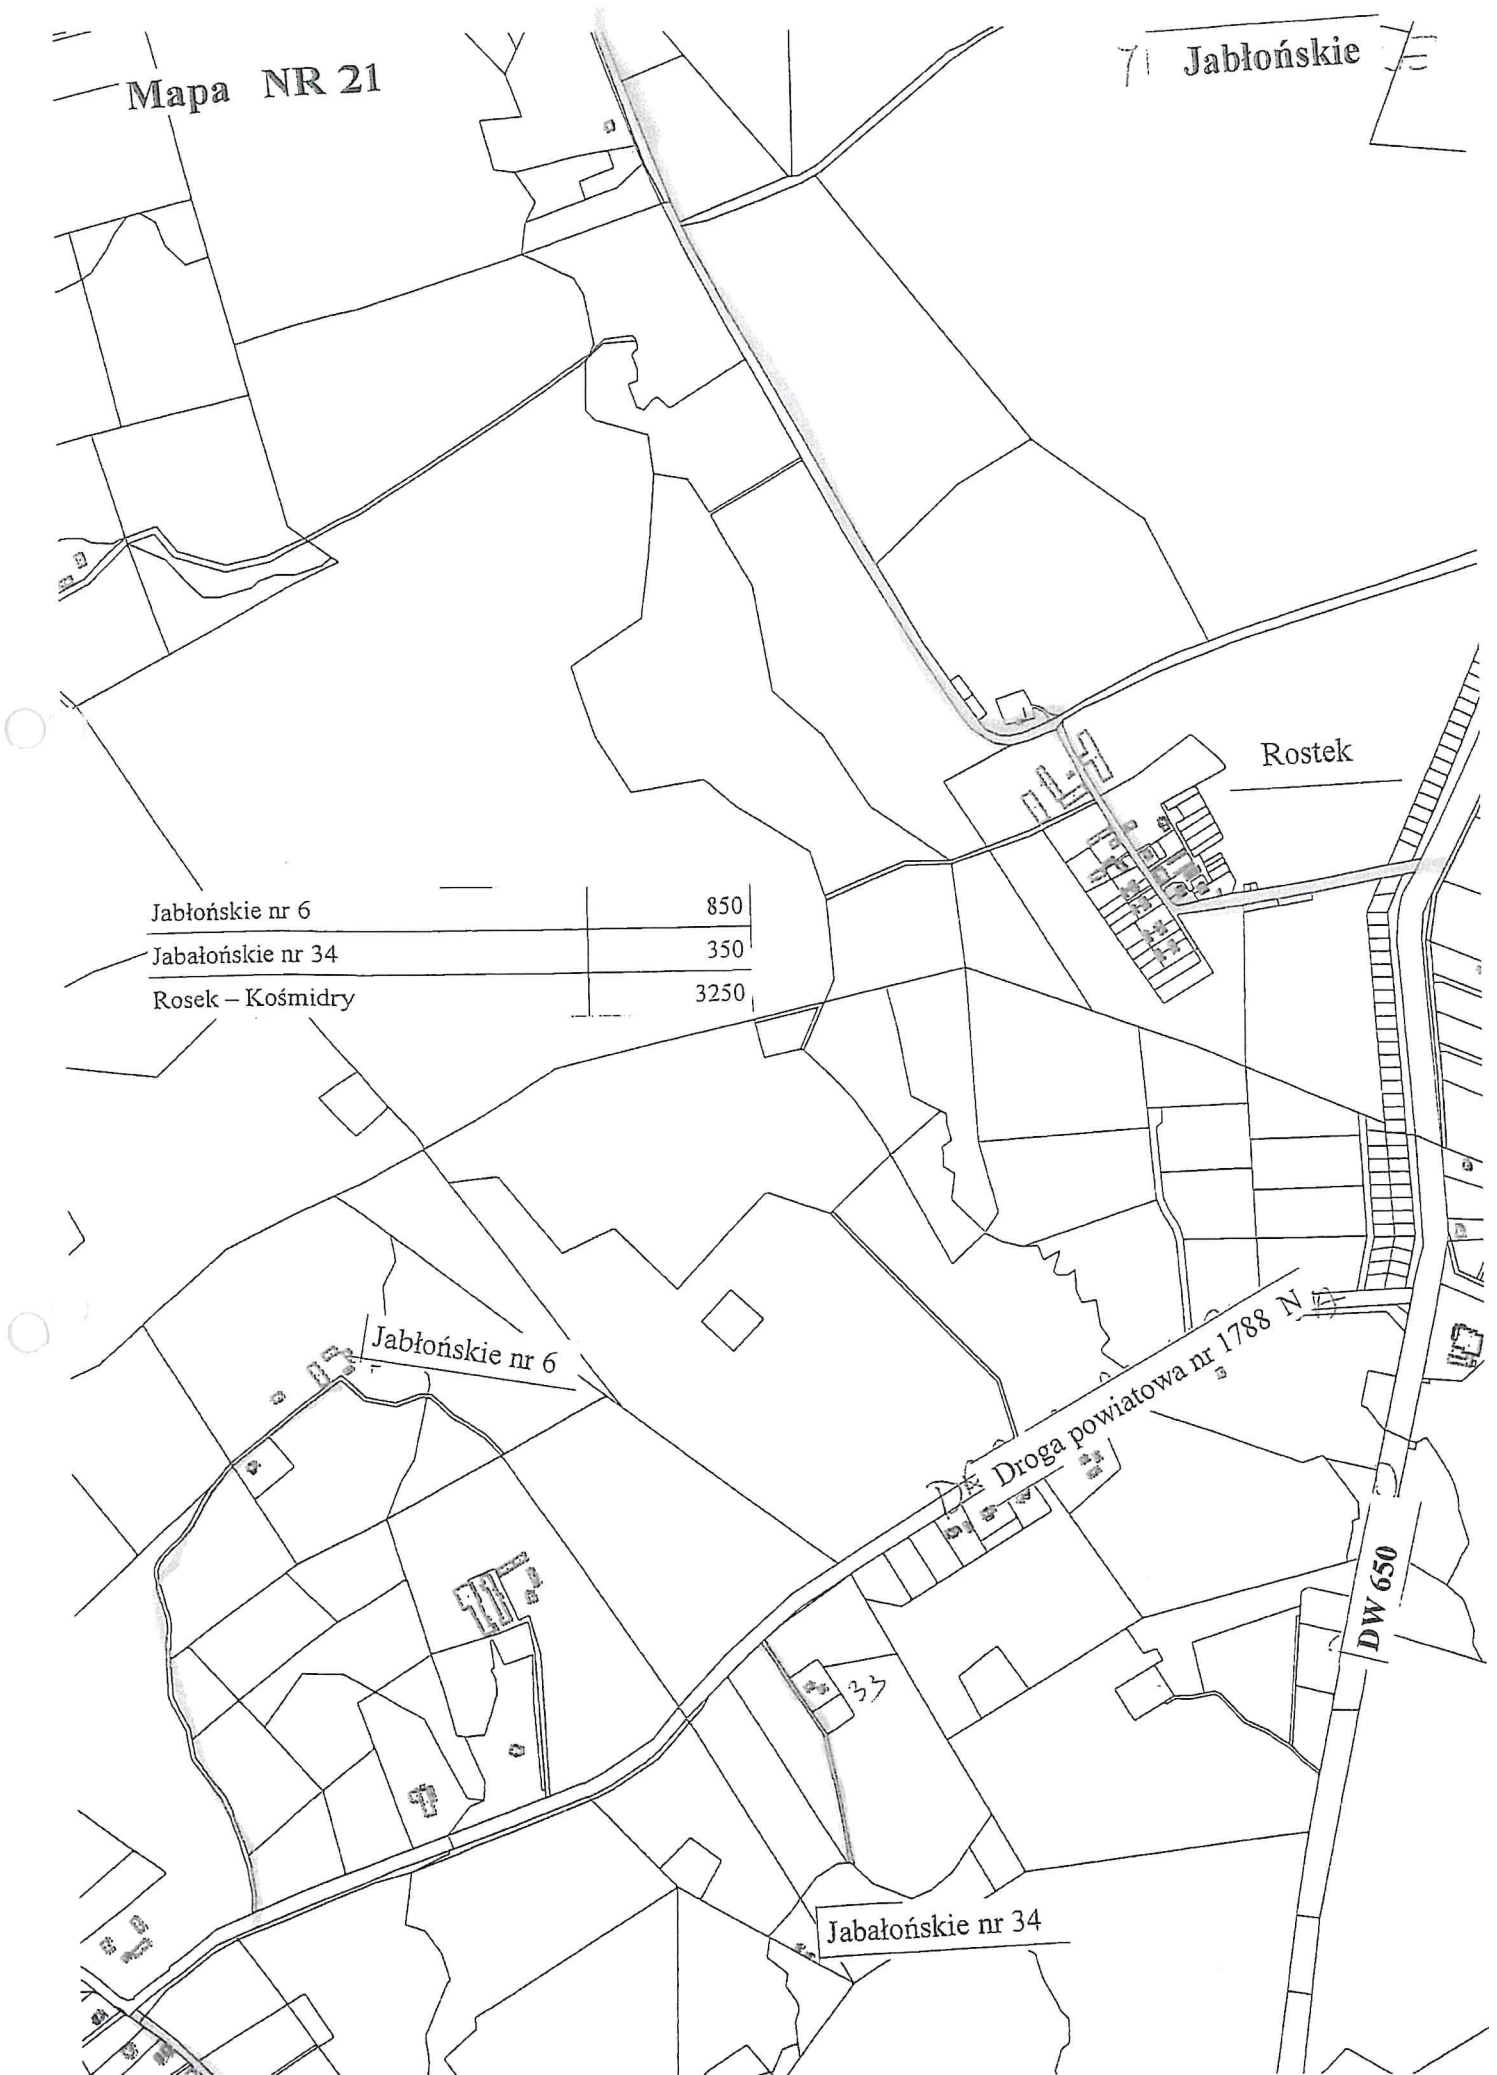 Mapa NR 21
71 Jabłońskie
Rostek
Jabłońskie nr 6 850
Jabałońskie nr 34 350
Rosek – Kośmidry 3250
Jabłońskie nr 6
Droga powiatowa nr 1788 N
DW 650
33
Jabałońskie nr 34